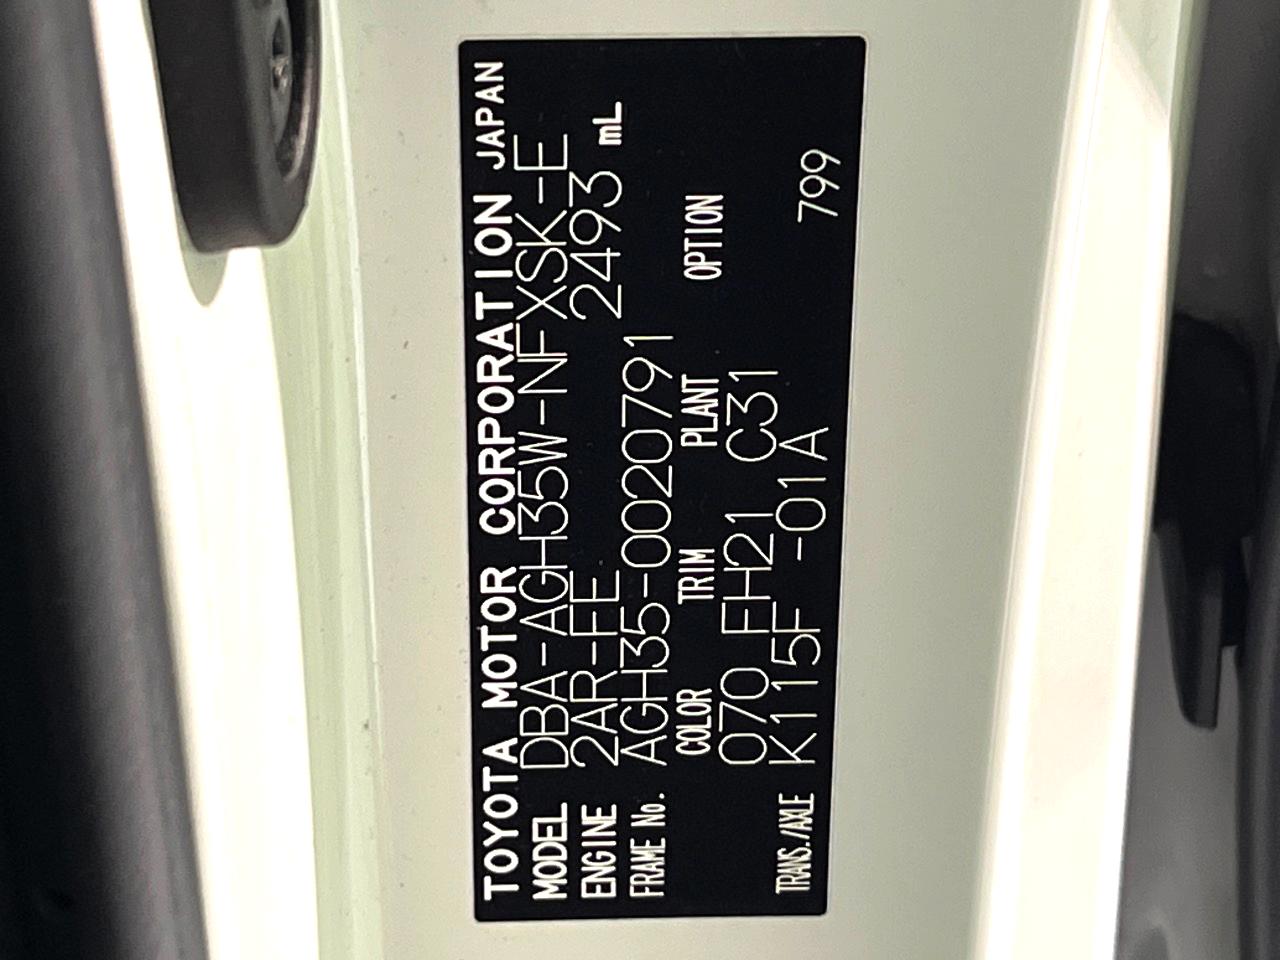 TOYOTA MOTOR CORPORATION JAPAN
MODEL DBA-AGH35W-NFXSK-E
ENGINE 2AR-FE 2493 mL
FRAME No. AGH35-0020791
COLOR TRIM PLANT OPTION
070 FH21 C31
TRANS./AXLE K115F -01A 799